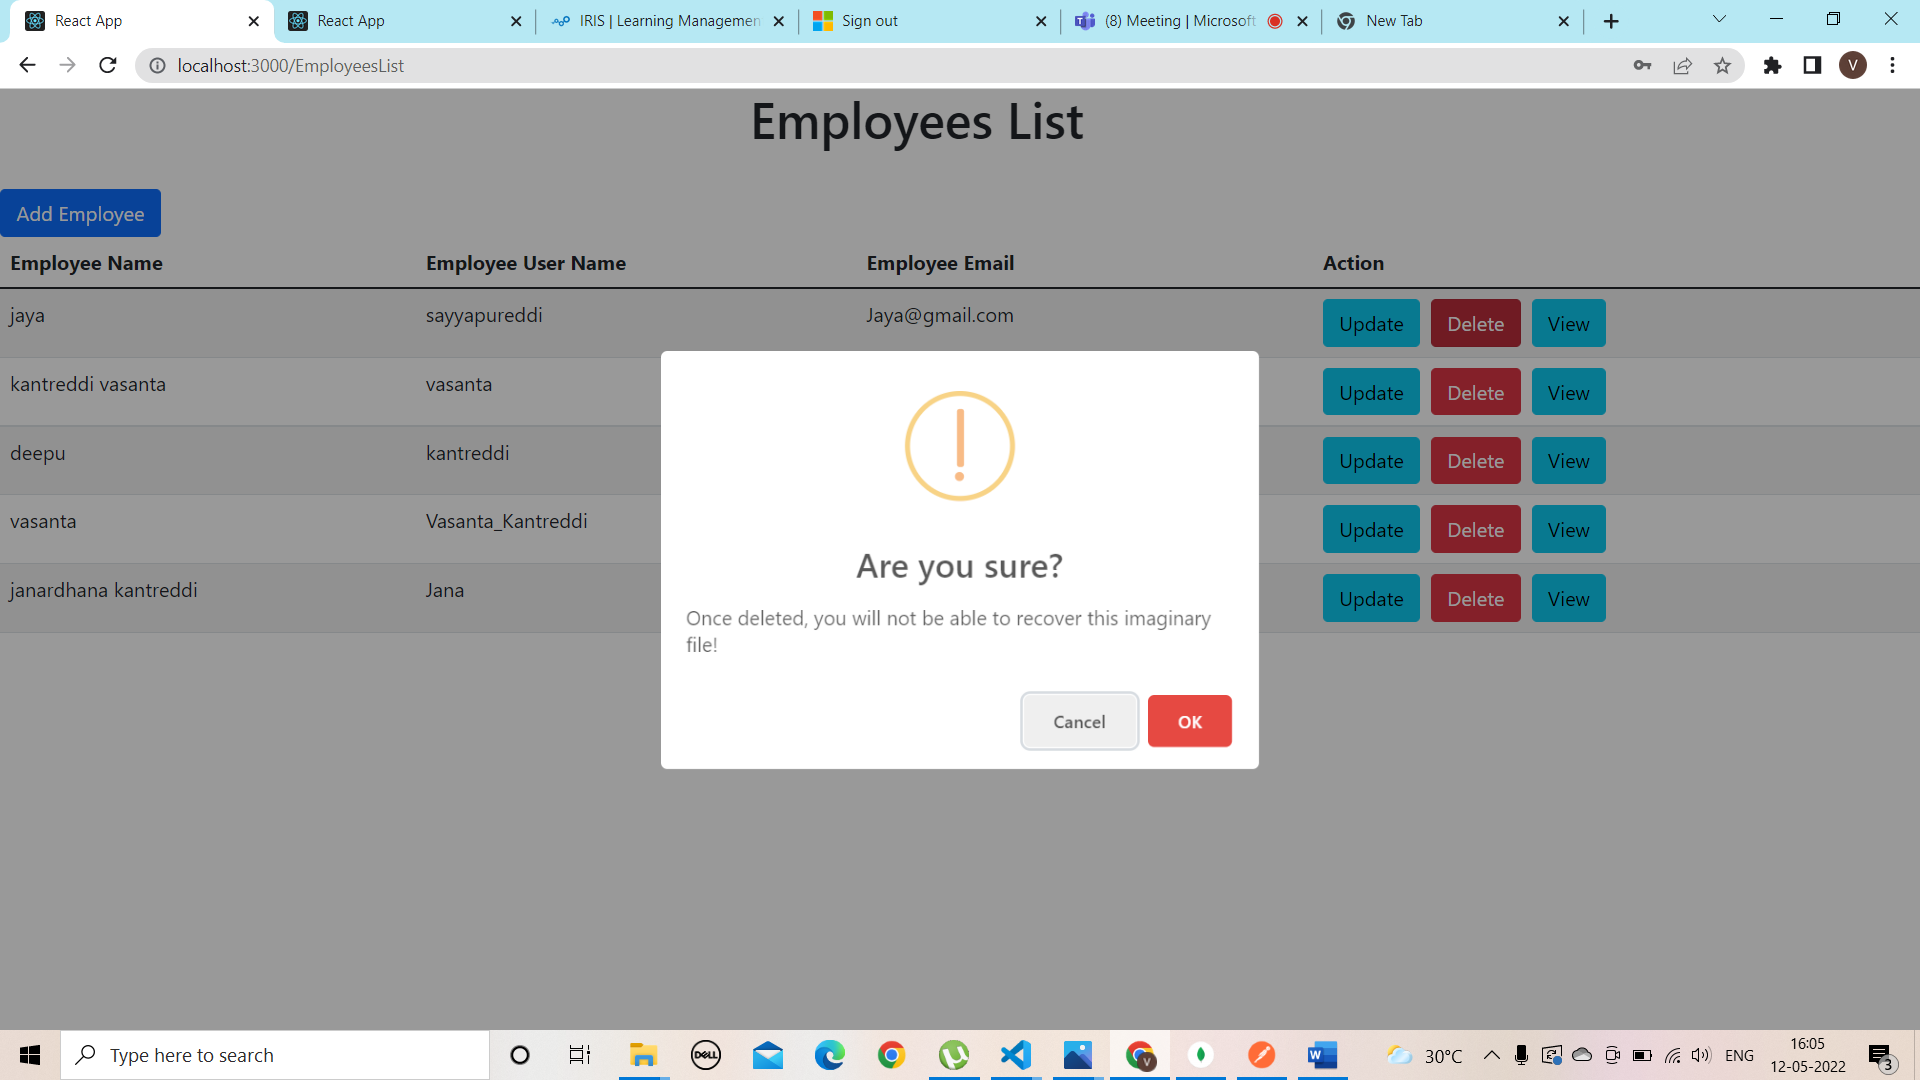 React App
React App
IRIS | Learning Managemen
Sign out
(8) Meeting | Microsoft
New Tab
localhost:3000/EmployeesList
V
Employees List
Add Employee
Employee Name Employee User Name Employee Email Action
jaya sayyapureddi Jaya@gmail.com Update Delete View
kantreddi vasanta vasanta Update Delete View
deepu kantreddi Update Delete View
vasanta Vasanta_Kantreddi Update Delete View
janardhana kantreddi Jana Update Delete View
Are you sure?
Once deleted, you will not be able to recover this imaginary
file!
Cancel OK
Type here to search
DELL
V
W
30°C
ENG
16:05
12-05-2022
3